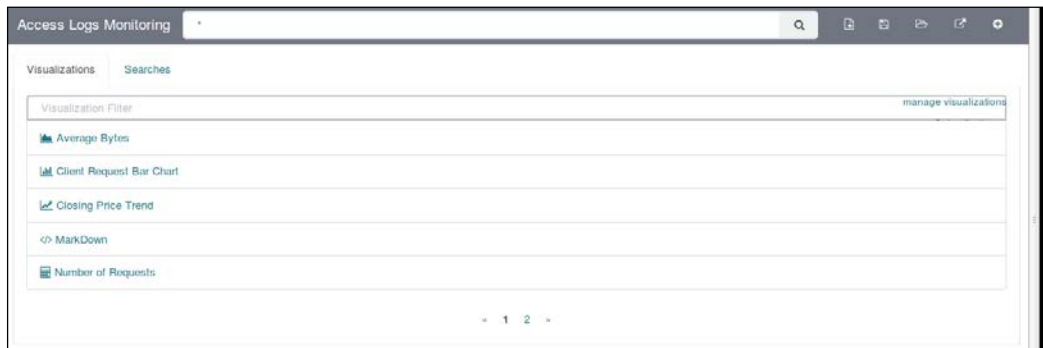 Access Logs Monitoring *
Visualizations Searches
Visualization Filter manage visualizations
Average Bytes
Client Request Bar Chart
Closing Price Trend
</> MarkDown
Number of Requests
« 1 2 »